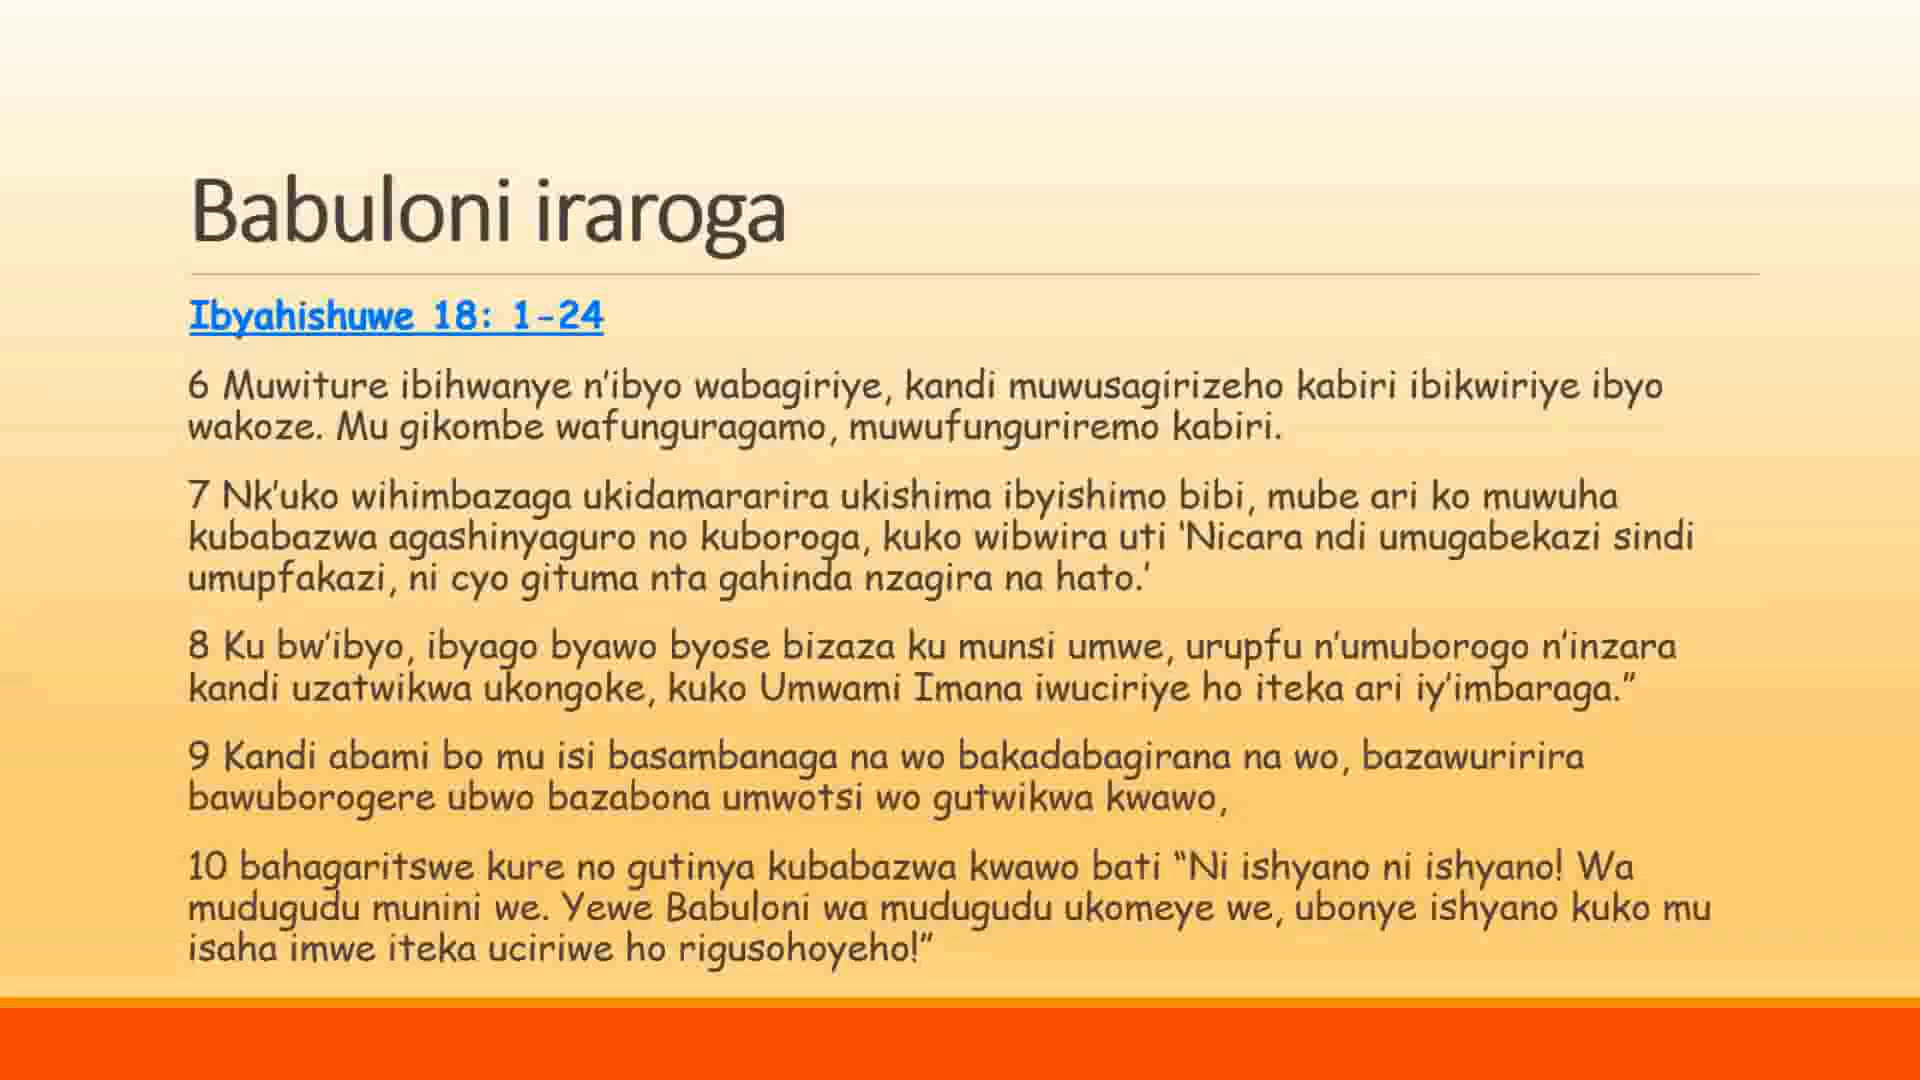 Babuloni iraroga
Ibyahishuwe 18: 1-24
6 Muwiture ibihwanye n’ibyo wabagiriye, kandi muwusagirizeho kabiri ibikwiriye ibyo
wakoze. Mu gikombe wafunguragamo, muwufunguriremo kabiri.
7 Nk’uko wihimbazaga ukidamararira ukishima ibyishimo bibi, mube ari ko muwuha
kubabazwa agashinyaguro no kuboroga, kuko wibwira uti 'Nicara ndi umugabekazi sindi
umupfakazi, ni cyo gituma nta gahinda nzagira na hato.’
8 Ku bw’ibyo, ibyago byawo byose bizaza ku munsi umwe, urupfu n’umuborogo n’inzara
kandi uzatwikwa ukongoke, kuko Umwami Imana iwuciriye ho iteka ari iy’imbaraga.”
9 Kandi abami bo mu isi basambanaga na wo bakadabagirana na wo, bazawuririra
bawuborogere ubwo bazabona umwotsi wo gutwikwa kwawo,
10 bahagaritswe kure no gutinya kubabazwa kwawo bati “Ni ishyano ni ishyano! Wa
mudugudu munini we. Yewe Babuloni wa mudugudu ukomeye we, ubonye ishyano kuko mu
isaha imwe iteka uciriwe ho rigusohoyeho!”